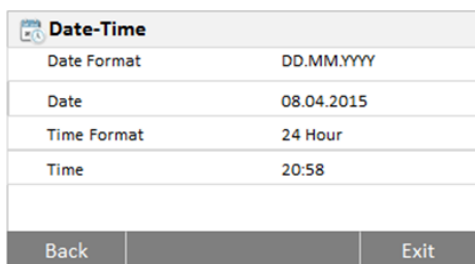 Date-Time
Date Format DD.MM.YYYY
Date 08.04.2015
Time Format 24 Hour
Time 20:58
Back Exit